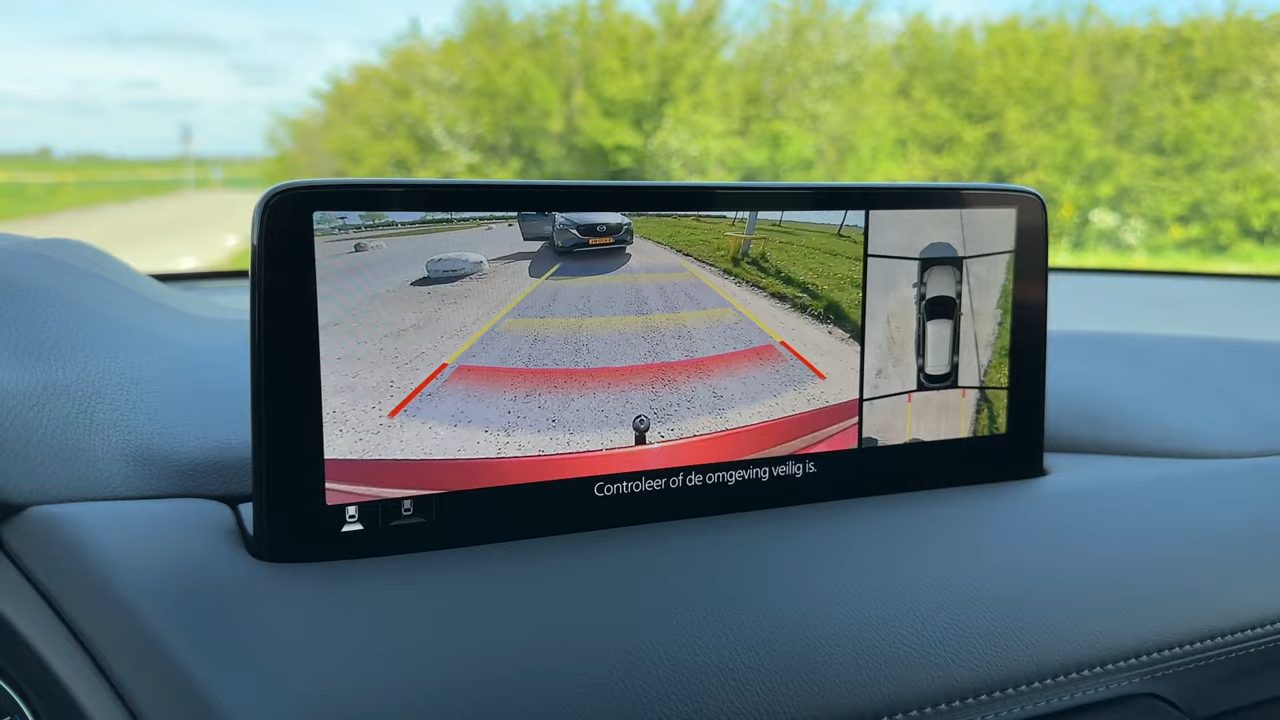 Controleer of de omgeving veilig is.